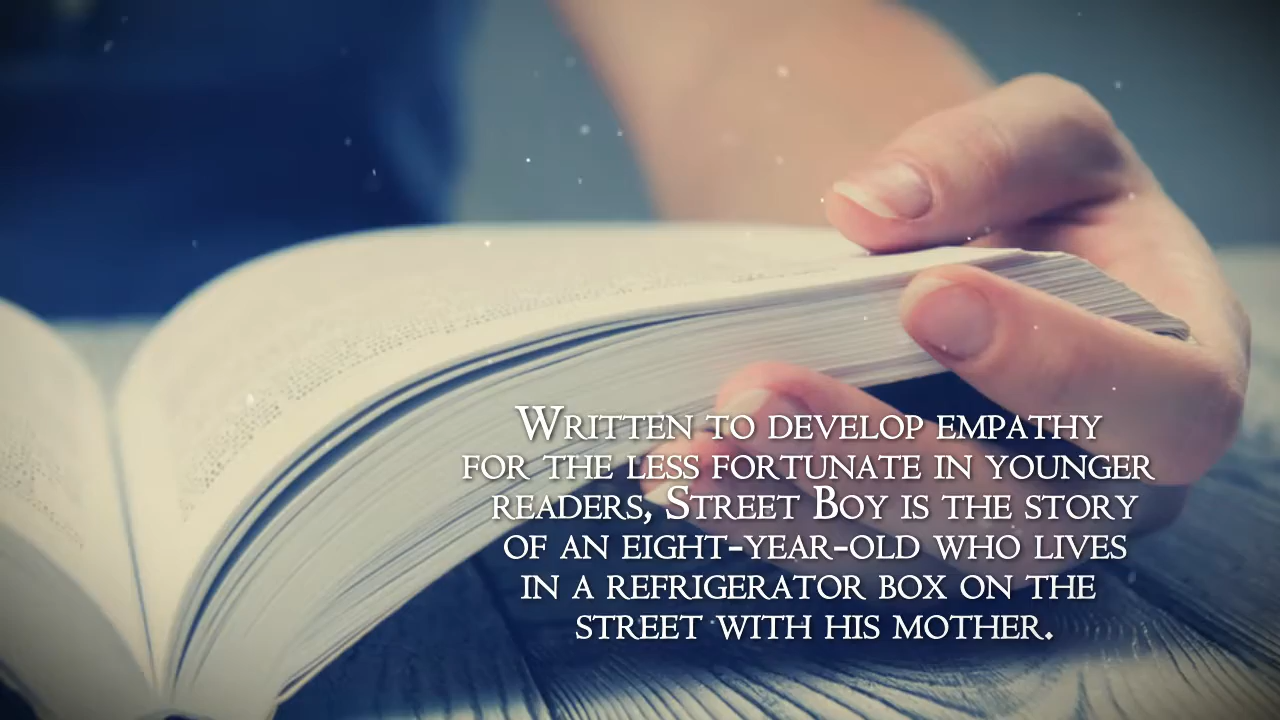 Written to develop empathy
for the less fortunate in younger
readers, Street Boy is the story
of an eight-year-old who lives
in a refrigerator box on the
street with his mother.